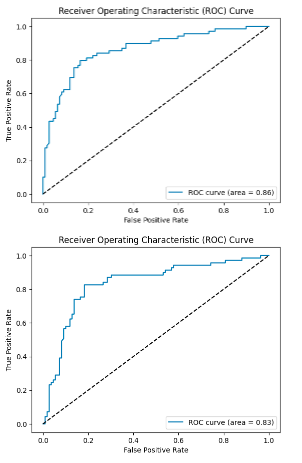 Receiver Operating Characteristic (ROC) Curve
1.0
0.8
0.6
0.4
0.2
0.0
True Positive Rate
ROC curve (area = 0.86)
0.0 0.2 0.4 0.6 0.8 1.0
False Positive Rate
Receiver Operating Characteristic (ROC) Curve
1.0
0.8
0.6
0.4
0.2
0.0
True Positive Rate
ROC curve (area = 0.83)
0.0 0.2 0.4 0.6 0.8 1.0
False Positive Rate